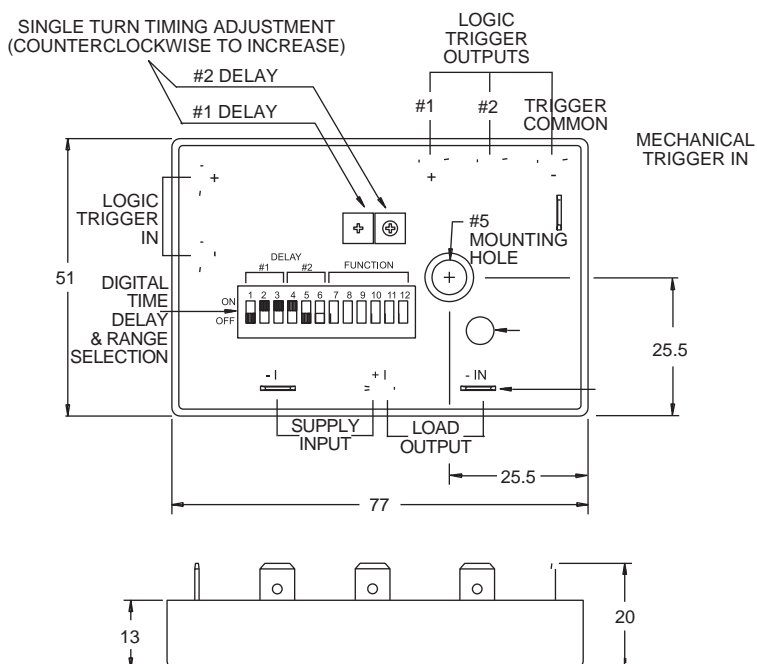 SINGLE TURN TIMING ADJUSTMENT
(COUNTERCLOCKWISE TO INCREASE)
#2 DELAY
#1 DELAY
LOGIC
TRIGGER
OUTPUTS
#1
#2
TRIGGER
COMMON
MECHANICAL
TRIGGER IN
+
+
-
LOGIC
TRIGGER
IN
-
#5
MOUNTING
HOLE
51
DIGITAL
TIME
DELAY
& RANGE
SELECTION
DELAY
#1
#2
FUNCTION
1 2 3 4 5 6 7 8 9 10 11 12
ON
OFF
25.5
- I
+ I
- IN
SUPPLY
INPUT
LOAD
OUTPUT
25.5
77
13
20